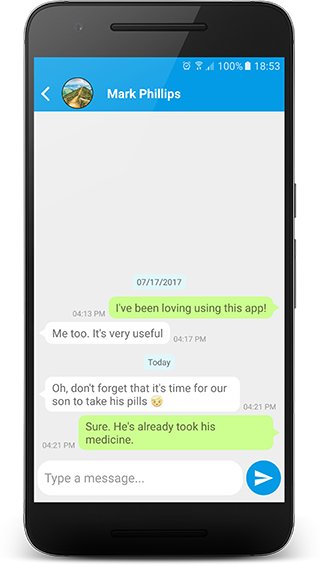 100% 18:53
Mark Phillips
07/17/2017
I've been loving using this app!
04:13 PM
Me too. It's very useful
04:17 PM
Today
Oh, don't forget that it's time for our
son to take his pills
04:21 PM
Sure. He's already took his
medicine.
04:21 PM
Type a message...